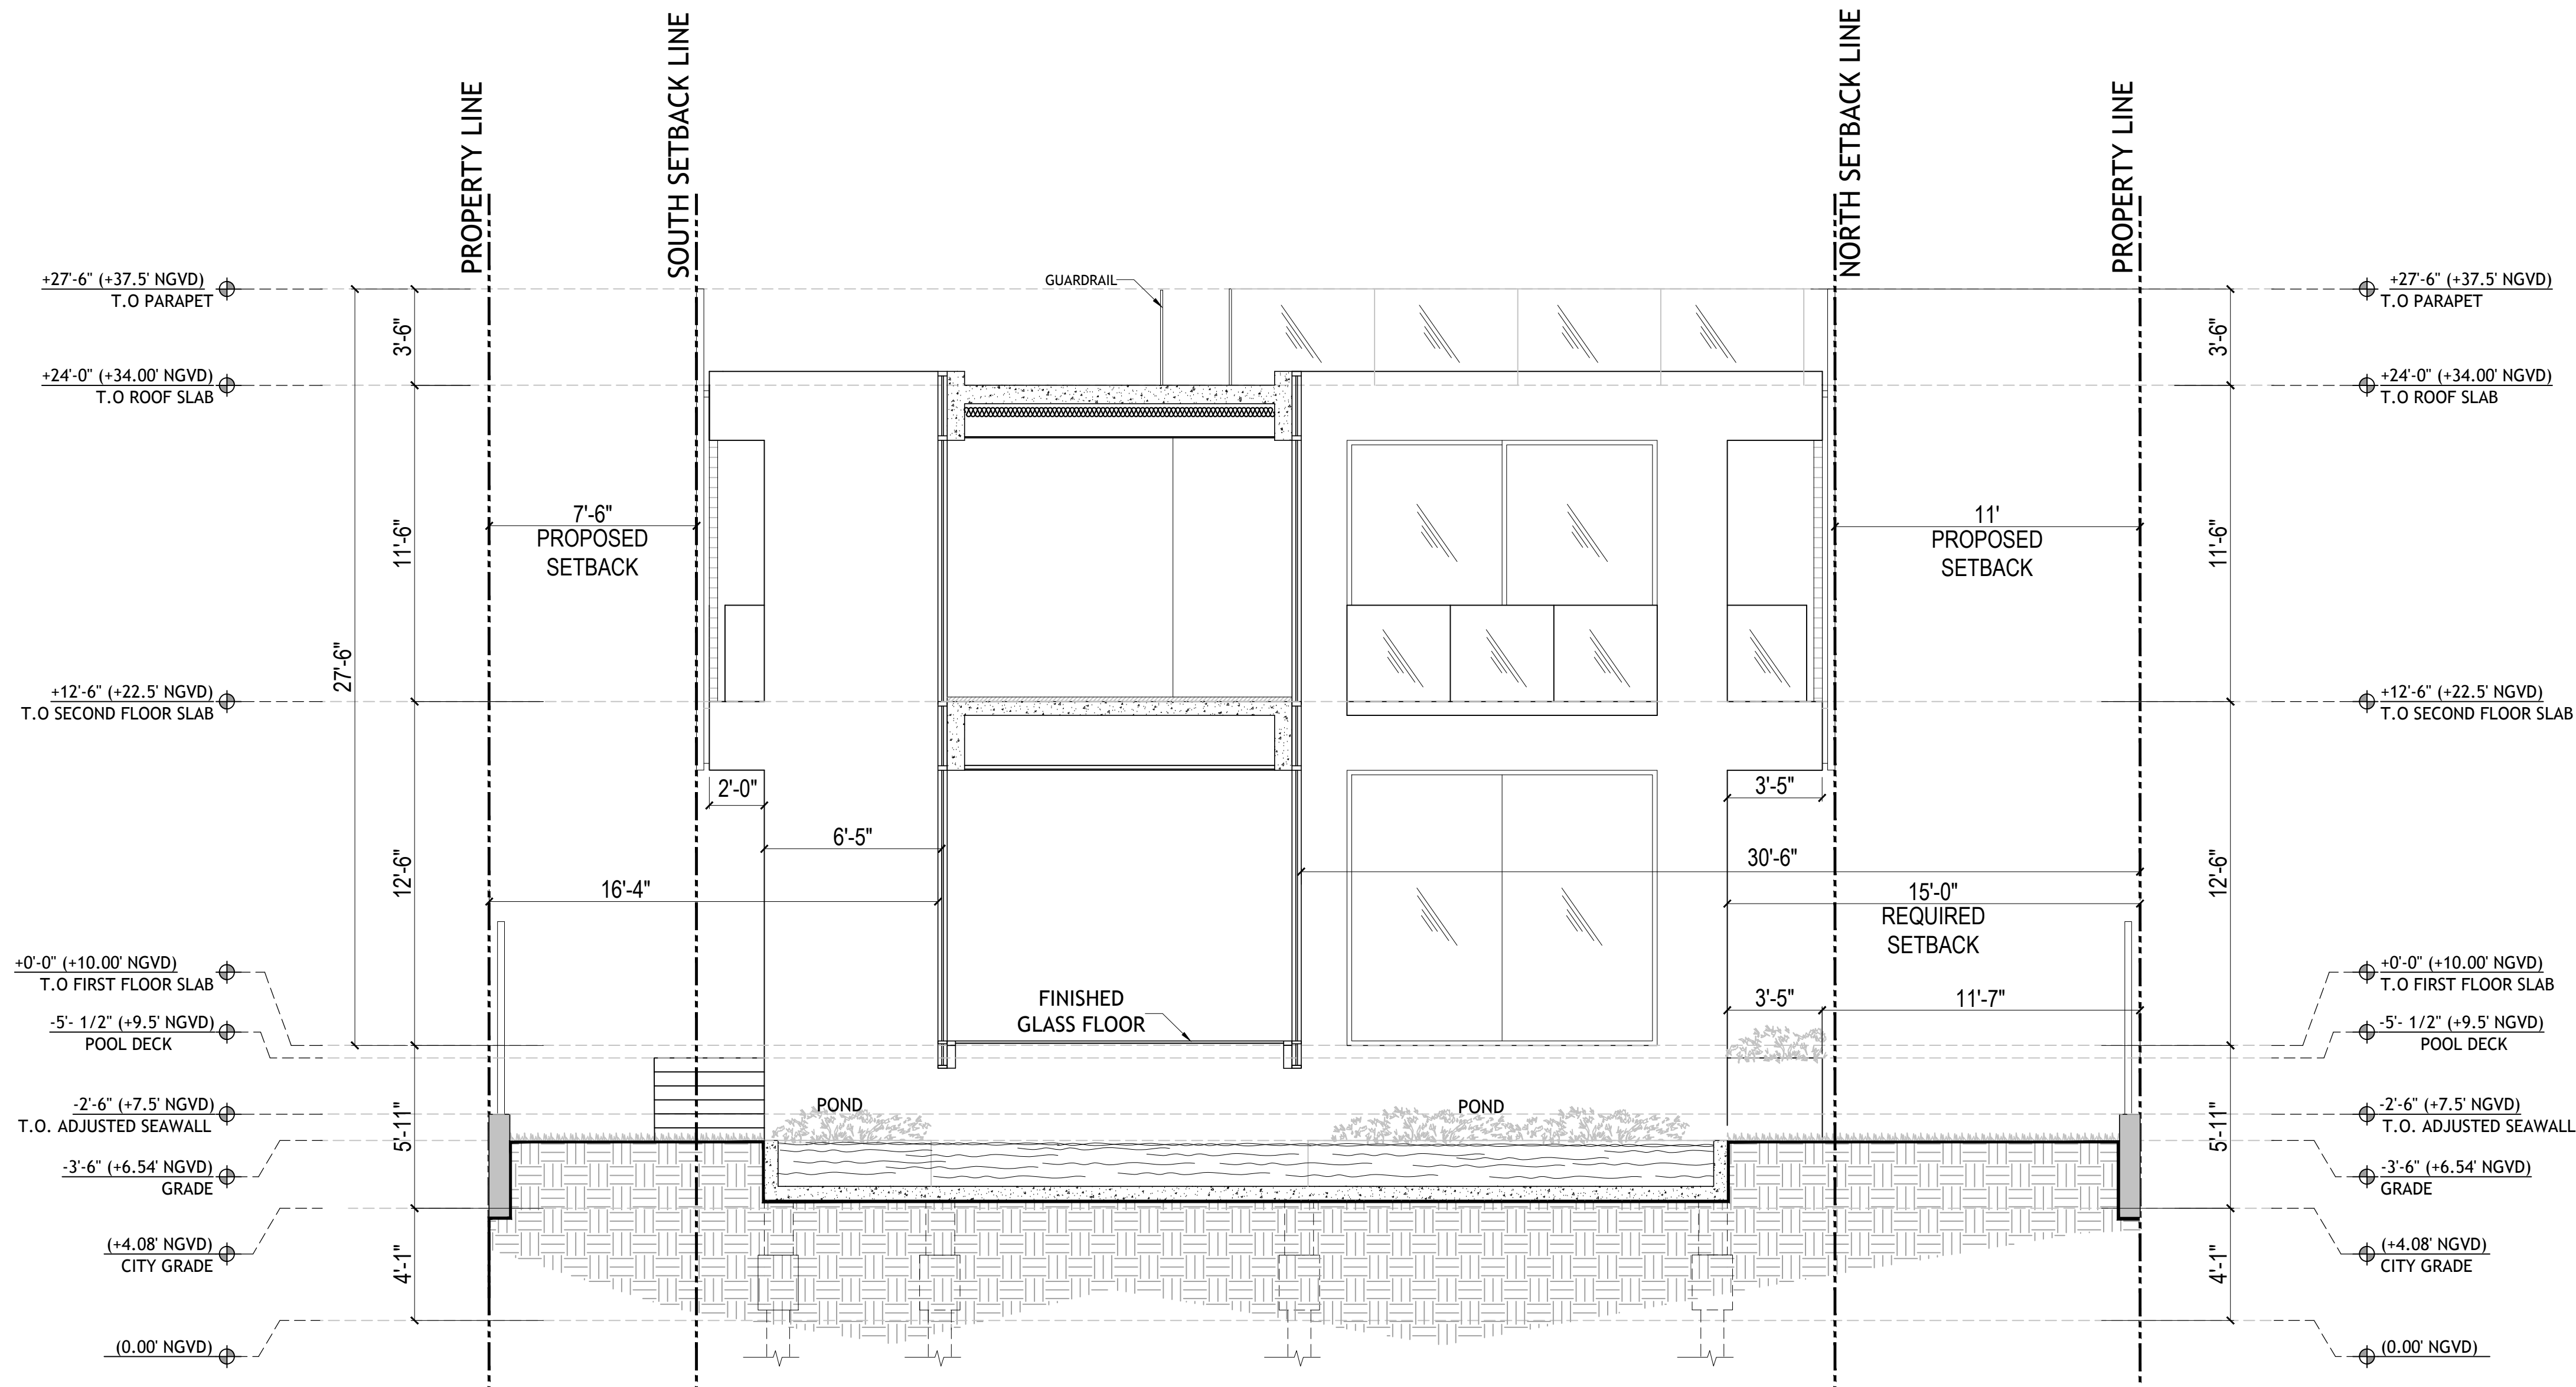 PROPERTY LINE
SOUTH SETBACK LINE
NORTH SETBACK LINE
PROPERTY LINE
+27'-6" (+37.5' NGVD)
T.O PARAPET
+24'-0" (+34.00' NGVD)
T.O ROOF SLAB
+12'-6" (+22.5' NGVD)
T.O SECOND FLOOR SLAB
+0'-0" (+10.00' NGVD)
T.O FIRST FLOOR SLAB
-5'- 1/2" (+9.5' NGVD)
POOL DECK
-2'-6" (+7.5' NGVD)
T.O. ADJUSTED SEAWALL
-3'-6" (+6.54' NGVD)
GRADE
(+4.08' NGVD)
CITY GRADE
(0.00' NGVD)
27'-6"
3'-6"
11'-6"
12'-6"
5'-11"
4'-1"
7'-6"
PROPOSED
SETBACK
GUARDRAIL
2'-0"
6'-5"
16'-4"
FINISHED
GLASS FLOOR
POND
POND
11'
PROPOSED
SETBACK
3'-5"
30'-6"
15'-0"
REQUIRED
SETBACK
3'-5"
11'-7"
3'-6"
11'-6"
12'-6"
5'-11"
4'-1"
+27'-6" (+37.5' NGVD)
T.O PARAPET
+24'-0" (+34.00' NGVD)
T.O ROOF SLAB
+12'-6" (+22.5' NGVD)
T.O SECOND FLOOR SLAB
+0'-0" (+10.00' NGVD)
T.O FIRST FLOOR SLAB
-5'- 1/2" (+9.5' NGVD)
POOL DECK
-2'-6" (+7.5' NGVD)
T.O. ADJUSTED SEAWALL
-3'-6" (+6.54' NGVD)
GRADE
(+4.08' NGVD)
CITY GRADE
(0.00' NGVD)